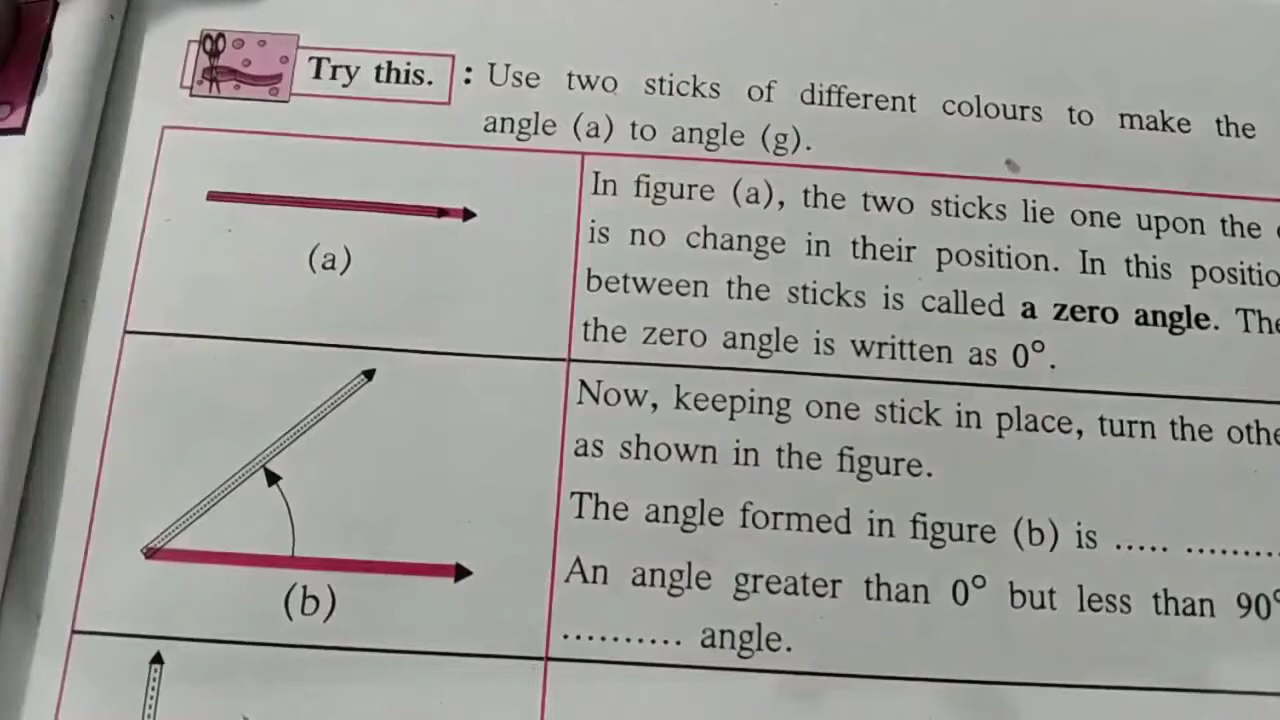 Try this. : Use two sticks of different colours to make the
angle (a) to angle (g).
(a)
In figure (a), the two sticks lie one upon the
is no change in their position. In this
between the sticks is called a zero angle.
the zero angle is written as 0°.
(b)
Now, keeping one stick in place, turn the
as shown in the figure.
The angle formed in figure (b) is ..... .........
An angle greater than 0° but less than 90°
.......... angle.